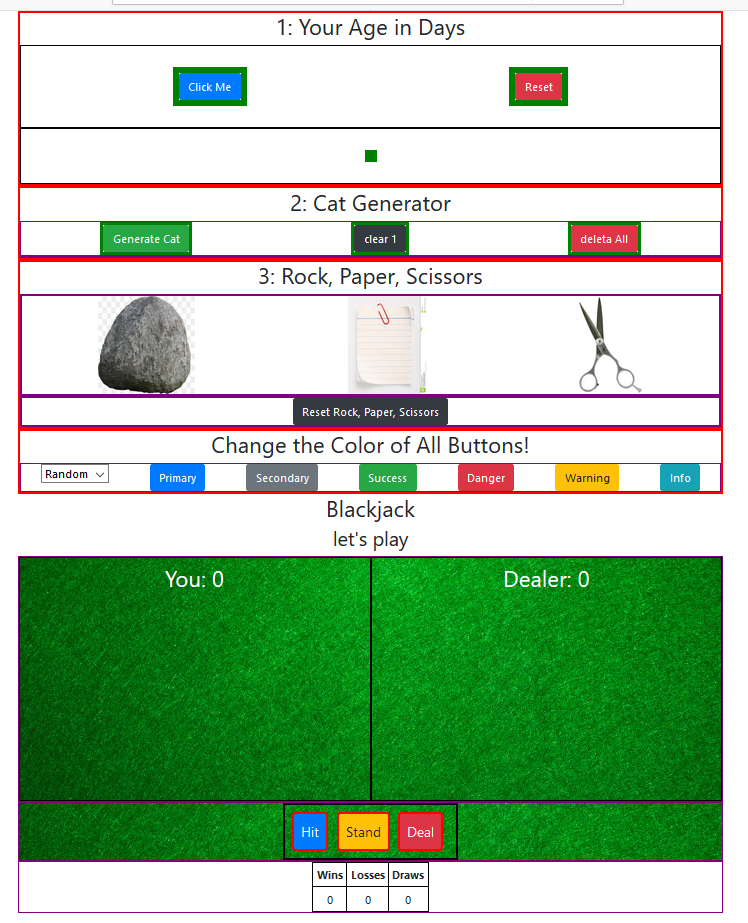 1: Your Age in Days
Click Me Reset
2: Cat Generator
Generate Cat clear 1 deleta All
3: Rock, Paper, Scissors
Reset Rock, Paper, Scissors
Change the Color of All Buttons!
Random Primary Secondary Success Danger Warning Info
Blackjack
let's play
You: 0 Dealer: 0
Hit Stand Deal
Wins Losses Draws
0 0 0